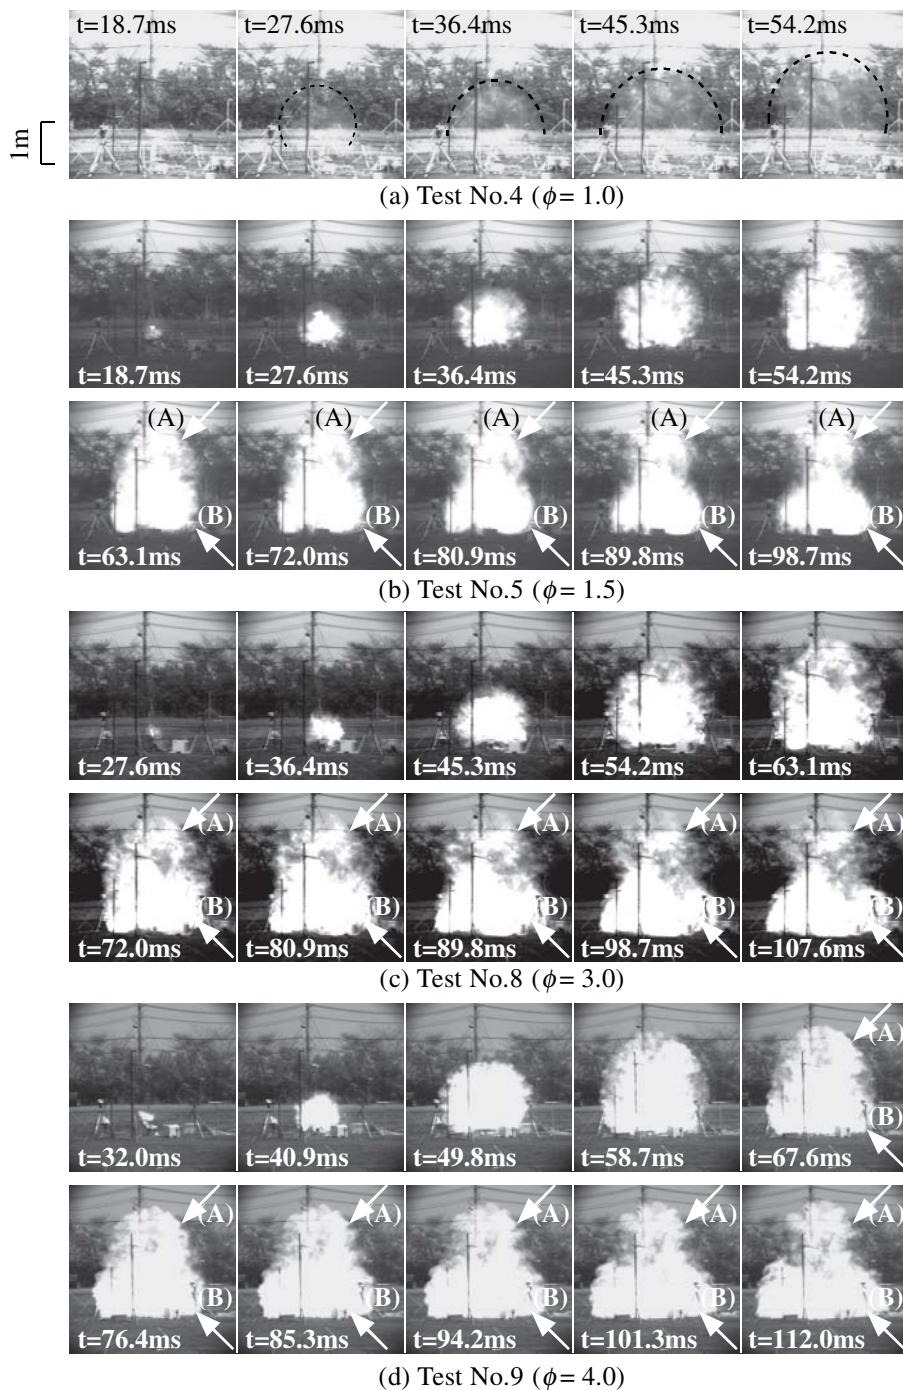 t=18.7ms t=27.6ms t=36.4ms t=45.3ms t=54.2ms
1m
(a) Test No.4 (ϕ= 1.0)
t=18.7ms t=27.6ms t=36.4ms t=45.3ms t=54.2ms
(A) (A) (A) (A) (A)
(B) (B) (B) (B) (B)
t=63.1ms t=72.0ms t=80.9ms t=89.8ms t=98.7ms
(b) Test No.5 (ϕ= 1.5)
t=27.6ms t=36.4ms t=45.3ms t=54.2ms t=63.1ms
(A) (A) (A) (A) (A)
(B) (B) (B) (B) (B)
t=72.0ms t=80.9ms t=89.8ms t=98.7ms t=107.6ms
(c) Test No.8 (ϕ= 3.0)
(A)
(B)
t=32.0ms t=40.9ms t=49.8ms t=58.7ms t=67.6ms
(A) (A) (A) (A) (A)
(B) (B) (B) (B) (B)
t=76.4ms t=85.3ms t=94.2ms t=101.3ms t=112.0ms
(d) Test No.9 (ϕ= 4.0)